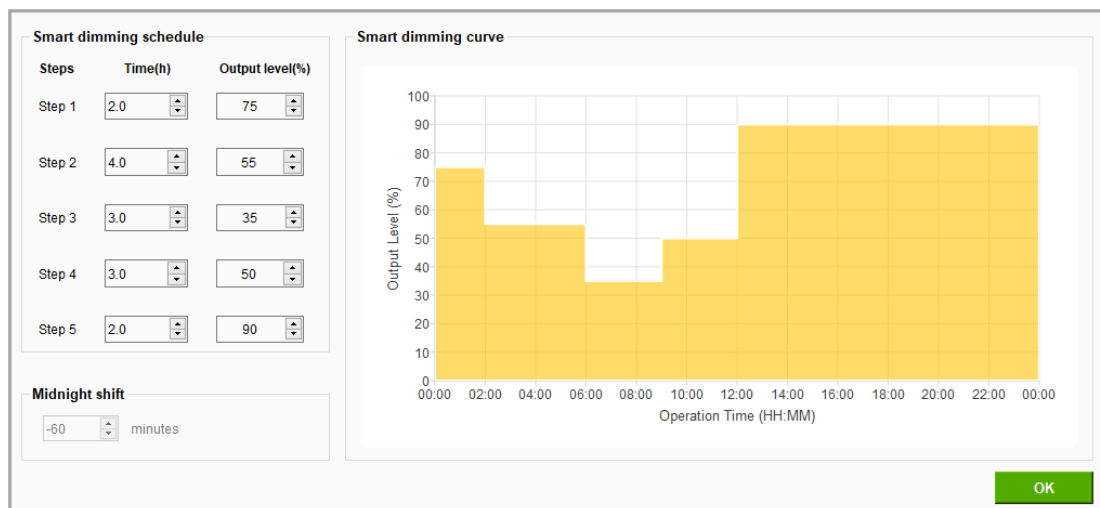 Smart dimming schedule
Steps Time(h) Output level(%)
Step 1 2.0 75
Step 2 4.0 55
Step 3 3.0 35
Step 4 3.0 50
Step 5 2.0 90
Midnight shift
-60 minutes
Smart dimming curve
Output Level (%)
100
90
80
70
60
50
40
30
20
10
0
00:00 02:00 04:00 06:00 08:00 10:00 12:00 14:00 16:00 18:00 20:00 22:00 00:00
Operation Time (HH:MM)
OK